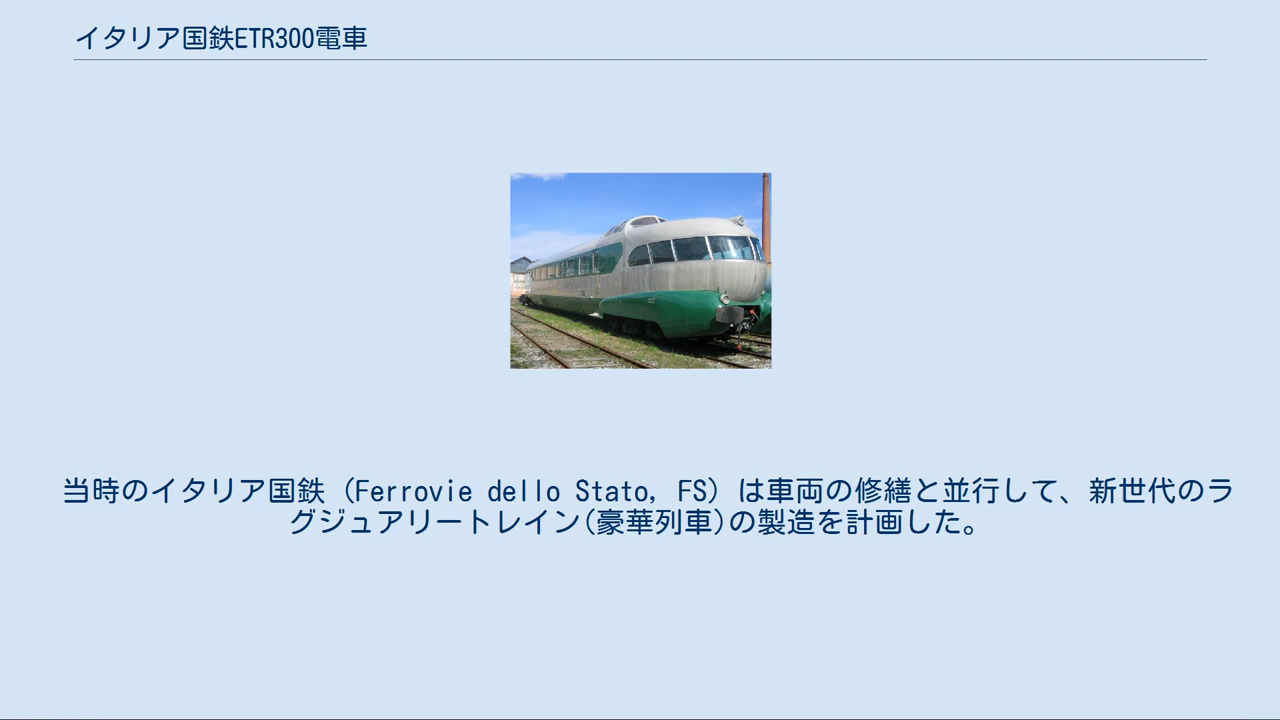 イタリア国鉄ETR300電車
当時のイタリア国鉄（Ferrovie dello Stato, FS）は車両の修繕と並行して、新世代のラ
グジュアリートレイン(豪華列車)の製造を計画した。